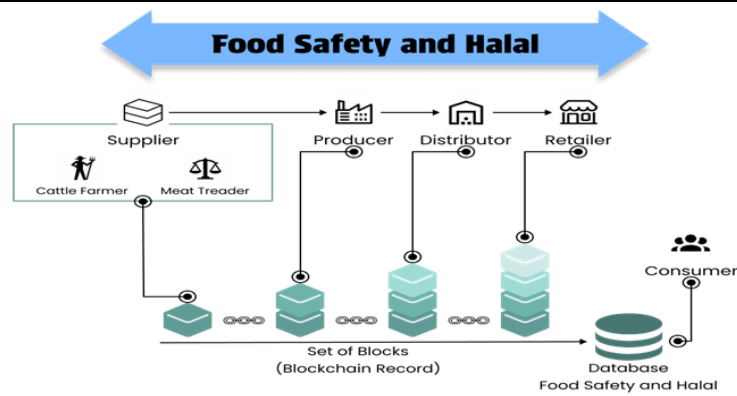 Food Safety and Halal
Supplier
Producer
Distributor
Retailer
Cattle Farmer
Meat Treader
Consumer
Set of Blocks
(Blockchain Record)
Database
Food Safety and Halal